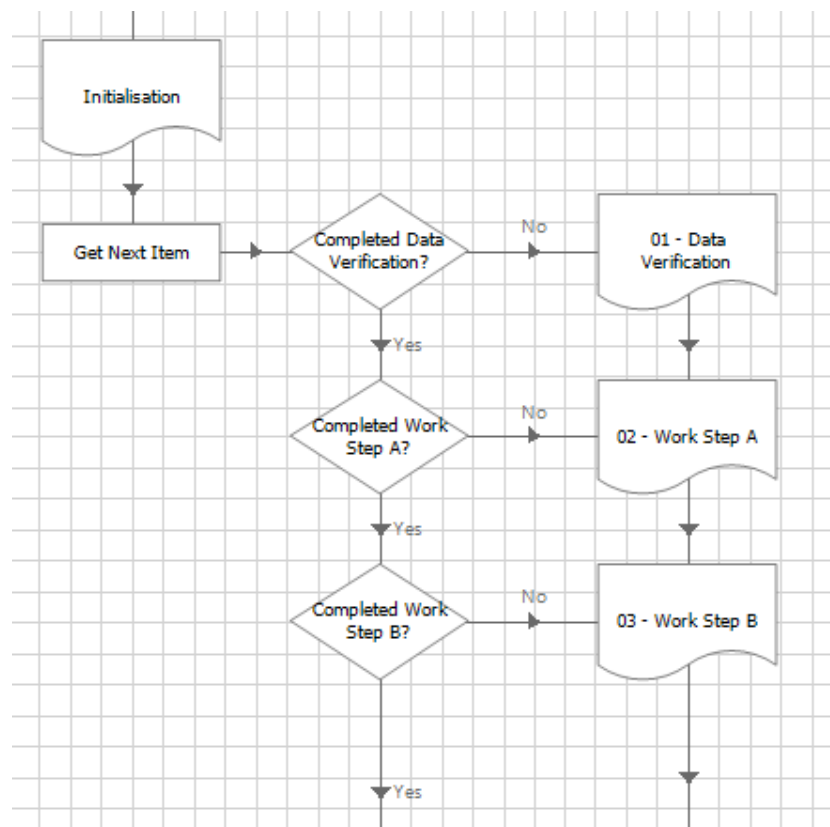 Initialisation
Get Next Item
Completed Data
Verification?
No
01 - Data
Verification
Yes
Completed Work
Step A?
No
02 - Work Step A
Yes
Completed Work
Step B?
No
03 - Work Step B
Yes